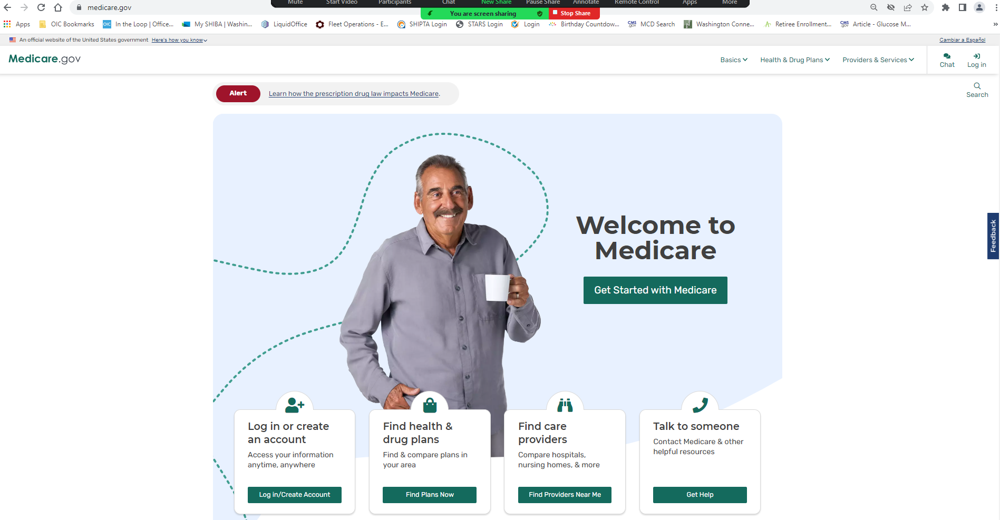 Mute Start Video Participants Chat New Share Pause Share Annotate Remote Control Apps More
medicare.gov
You are screen sharing Stop Share
Apps OIC Bookmarks OIC In the Loop | Office... My SHIBA | Washin... LiquidOffice Fleet Operations - E... SHIPTA Login STARS Login Login Birthday Countdow... CMS.gov MCD Search Washington Conne... Retiree Enrollment... CMS.gov Article - Glucose M... »
An official website of the United States government Here's how you know Cambiar a Español
Medicare.gov
Basics Health & Drug Plans Providers & Services Chat Log in
Alert Learn how the prescription drug law impacts Medicare.
Search
Welcome to
Medicare
Get Started with Medicare
Feedback
Log in or create
an account
Access your information
anytime, anywhere
Log in/Create Account
Find health &
drug plans
Find & compare plans in
your area
Find Plans Now
Find care
providers
Compare hospitals,
nursing homes, & more
Find Providers Near Me
Talk to someone
Contact Medicare & other
helpful resources
Get Help